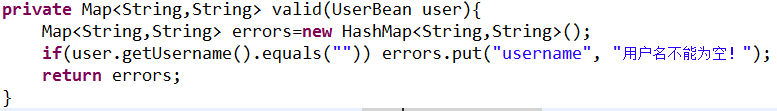 private Map<String,String> valid(UserBean user){
Map<String,String> errors=new HashMap<String,String>();
if(user.getUsername().equals("")) errors.put("username", "用户名不能为空！");
return errors;
}